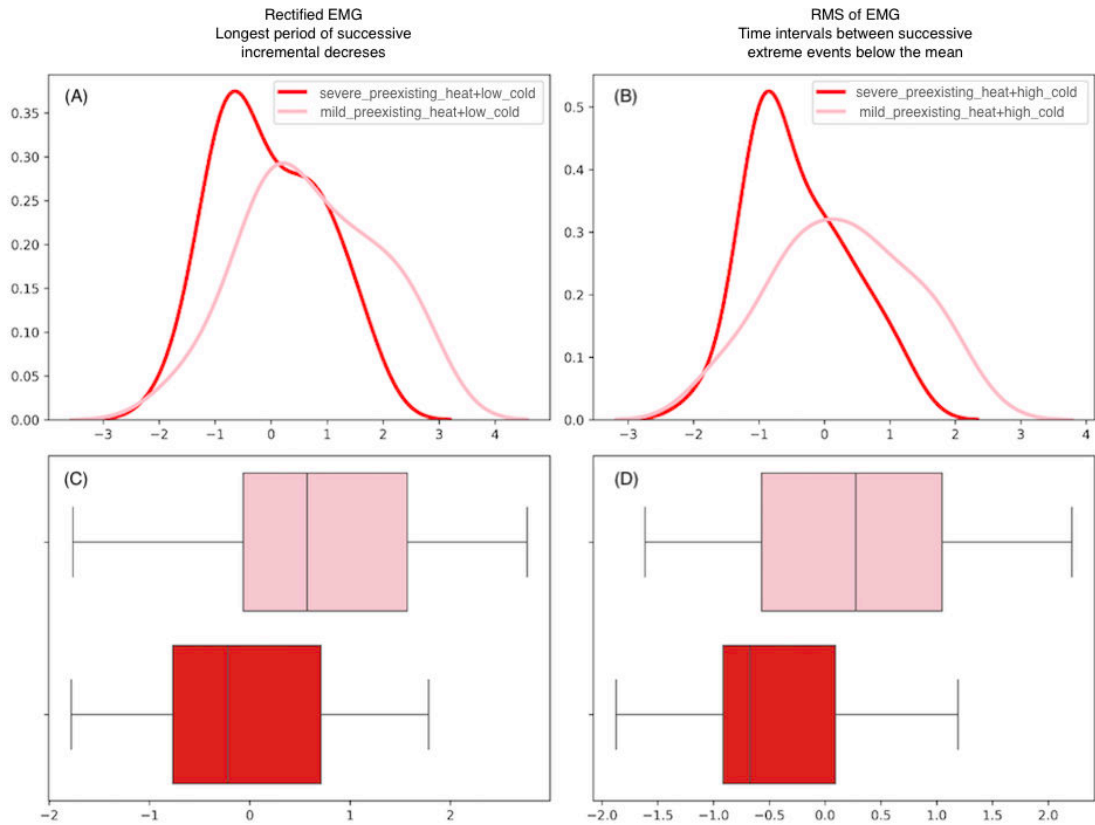 Rectified EMG
Longest period of successive
incremental decreses
RMS of EMG
Time intervals between successive
extreme events below the mean
(A)
severe_preexisting_heat+low_cold
mild_preexisting_heat+low_cold
0.35
0.30
0.25
0.20
0.15
0.10
0.05
0.00
−3 −2 −1 0 1 2 3 4
(B)
severe_preexisting_heat+high_cold
mild_preexisting_heat+high_cold
0.5
0.4
0.3
0.2
0.1
0.0
−3 −2 −1 0 1 2 3 4
(C)
−2 −1 0 1 2
(D)
−2.0 −1.5 −1.0 −0.5 0.0 0.5 1.0 1.5 2.0